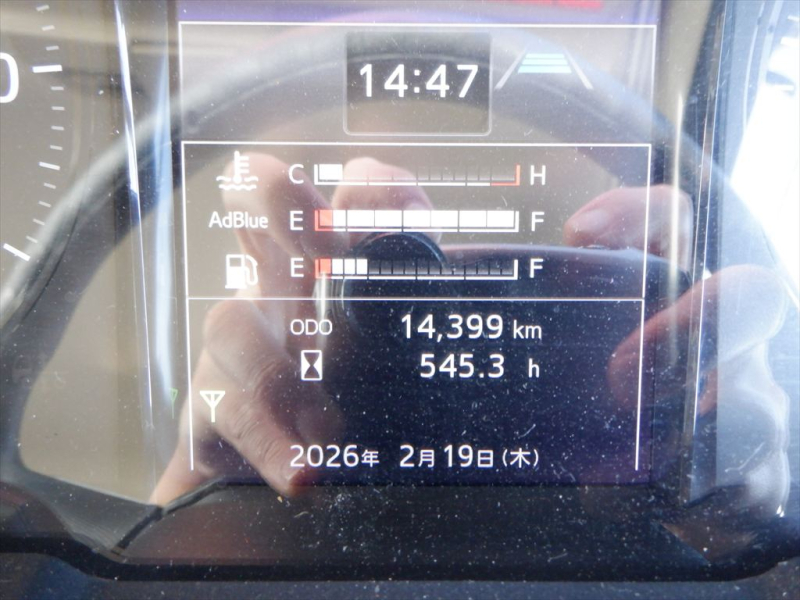 0
14:47
C H
AdBlue E F
E F
ODO 14,399 km
545.3 h
2026年 2月19日(木)